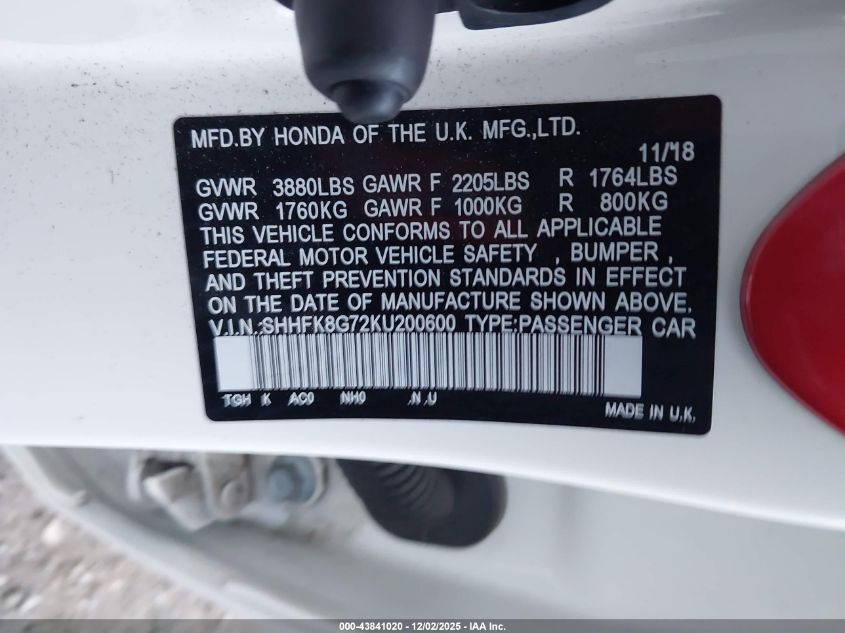 MFD.BY HONDA OF THE U.K. MFG.,LTD.
11/18
GVWR 3880LBS GAWR F 2205LBS R 1764LBS
GVWR 1760KG GAWR F 1000KG R 800KG
THIS VEHICLE CONFORMS TO ALL APPLICABLE
FEDERAL MOTOR VEHICLE SAFETY , BUMPER ,
AND THEFT PREVENTION STANDARDS IN EFFECT
ON THE DATE OF MANUFACTURE SHOWN ABOVE.
V.I.N.:SHHFK8G72KU200600 TYPE:PASSENGER CAR
TGH K AC0 NH0 .N .U
MADE IN U.K.
000-43841020 - 12/02/2025 - IAA Inc.